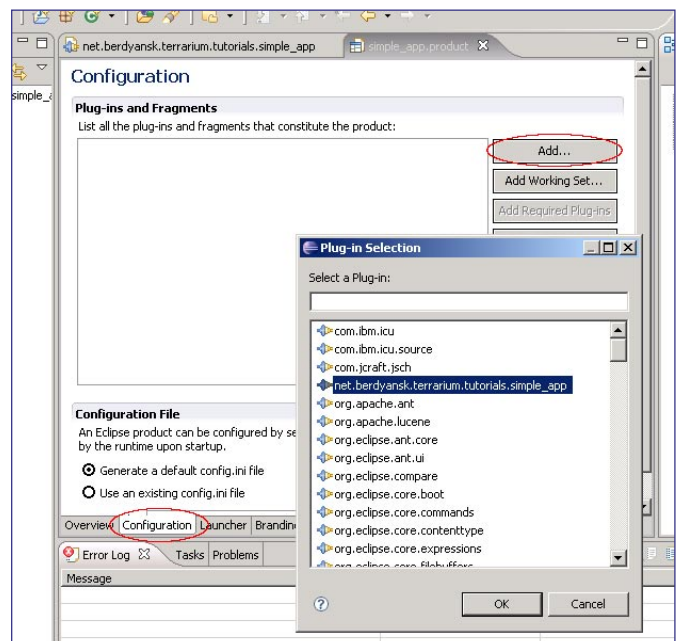 net.berdyansk.terrarium.tutorials.simple_app
simple_app.product
Configuration
Plug-ins and Fragments
List all the plug-ins and fragments that constitute the product:
Add...
Add Working Set...
Add Required Plug-ins
Plug-in Selection
Select a Plug-in:
com.ibm.icu
com.ibm.icu.source
com.jcraft.jsch
net.berdyansk.terrarium.tutorials.simple_app
org.apache.ant
org.apache.lucene
org.eclipse.ant.core
org.eclipse.ant.ui
org.eclipse.compare
org.eclipse.core.boot
org.eclipse.core.commands
org.eclipse.core.contenttype
org.eclipse.core.expressions
org.eclipse.core.filebuffers
OK
Cancel
Configuration File
An Eclipse product can be configured by se
by the runtime upon startup.
Generate a default config.ini file
Use an existing config.ini file
Overview Configuration Launcher Brandin
Error Log Tasks Problems
Message